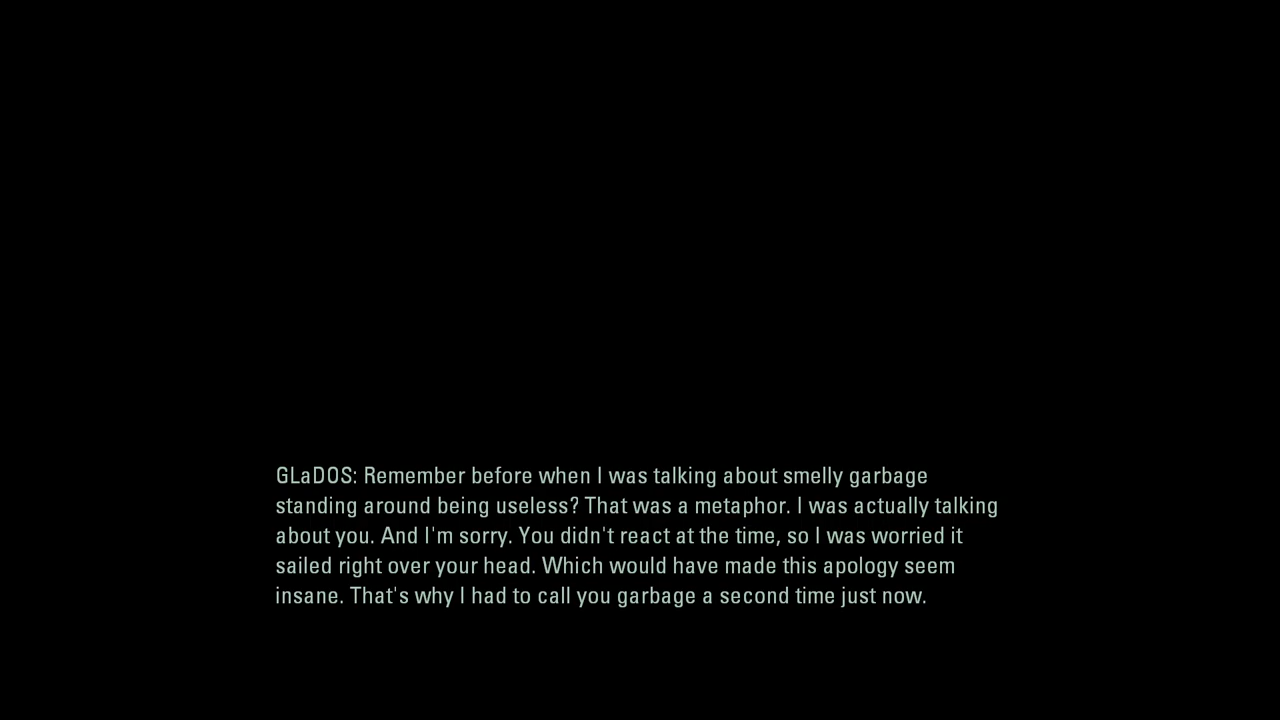 GLaDOS: Remember before when I was talking about smelly garbage
standing around being useless? That was a metaphor. I was actually talking
about you. And I'm sorry. You didn't react at the time, so I was worried it
sailed right over your head. Which would have made this apology seem
insane. That's why I had to call you garbage a second time just now.